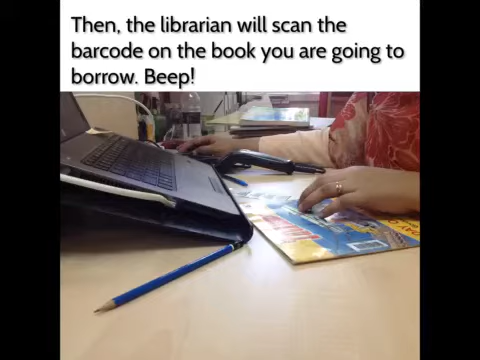 Then, the librarian will scan the
barcode on the book you are going to
borrow. Beep!